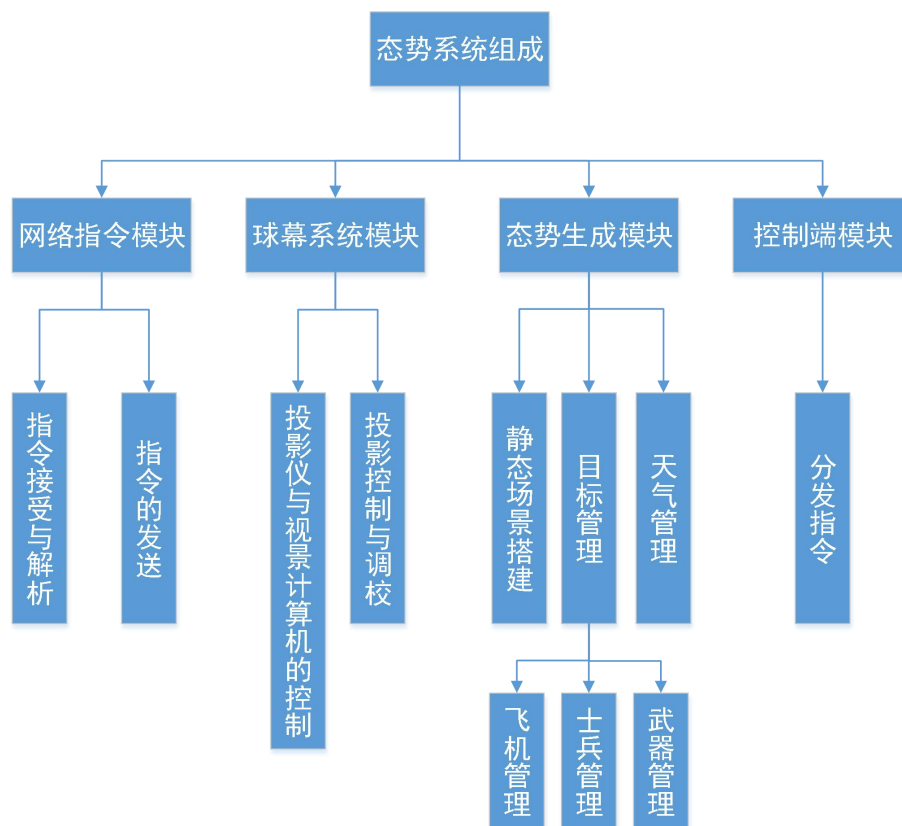 态势系统组成
网络指令模块
球幕系统模块
态势生成模块
控制端模块
指令接受与解析
指令的发送
投影仪与视景计算机的控制
投影控制与调校
静态场景搭建
目标管理
天气管理
分发指令
飞机管理
士兵管理
武器管理